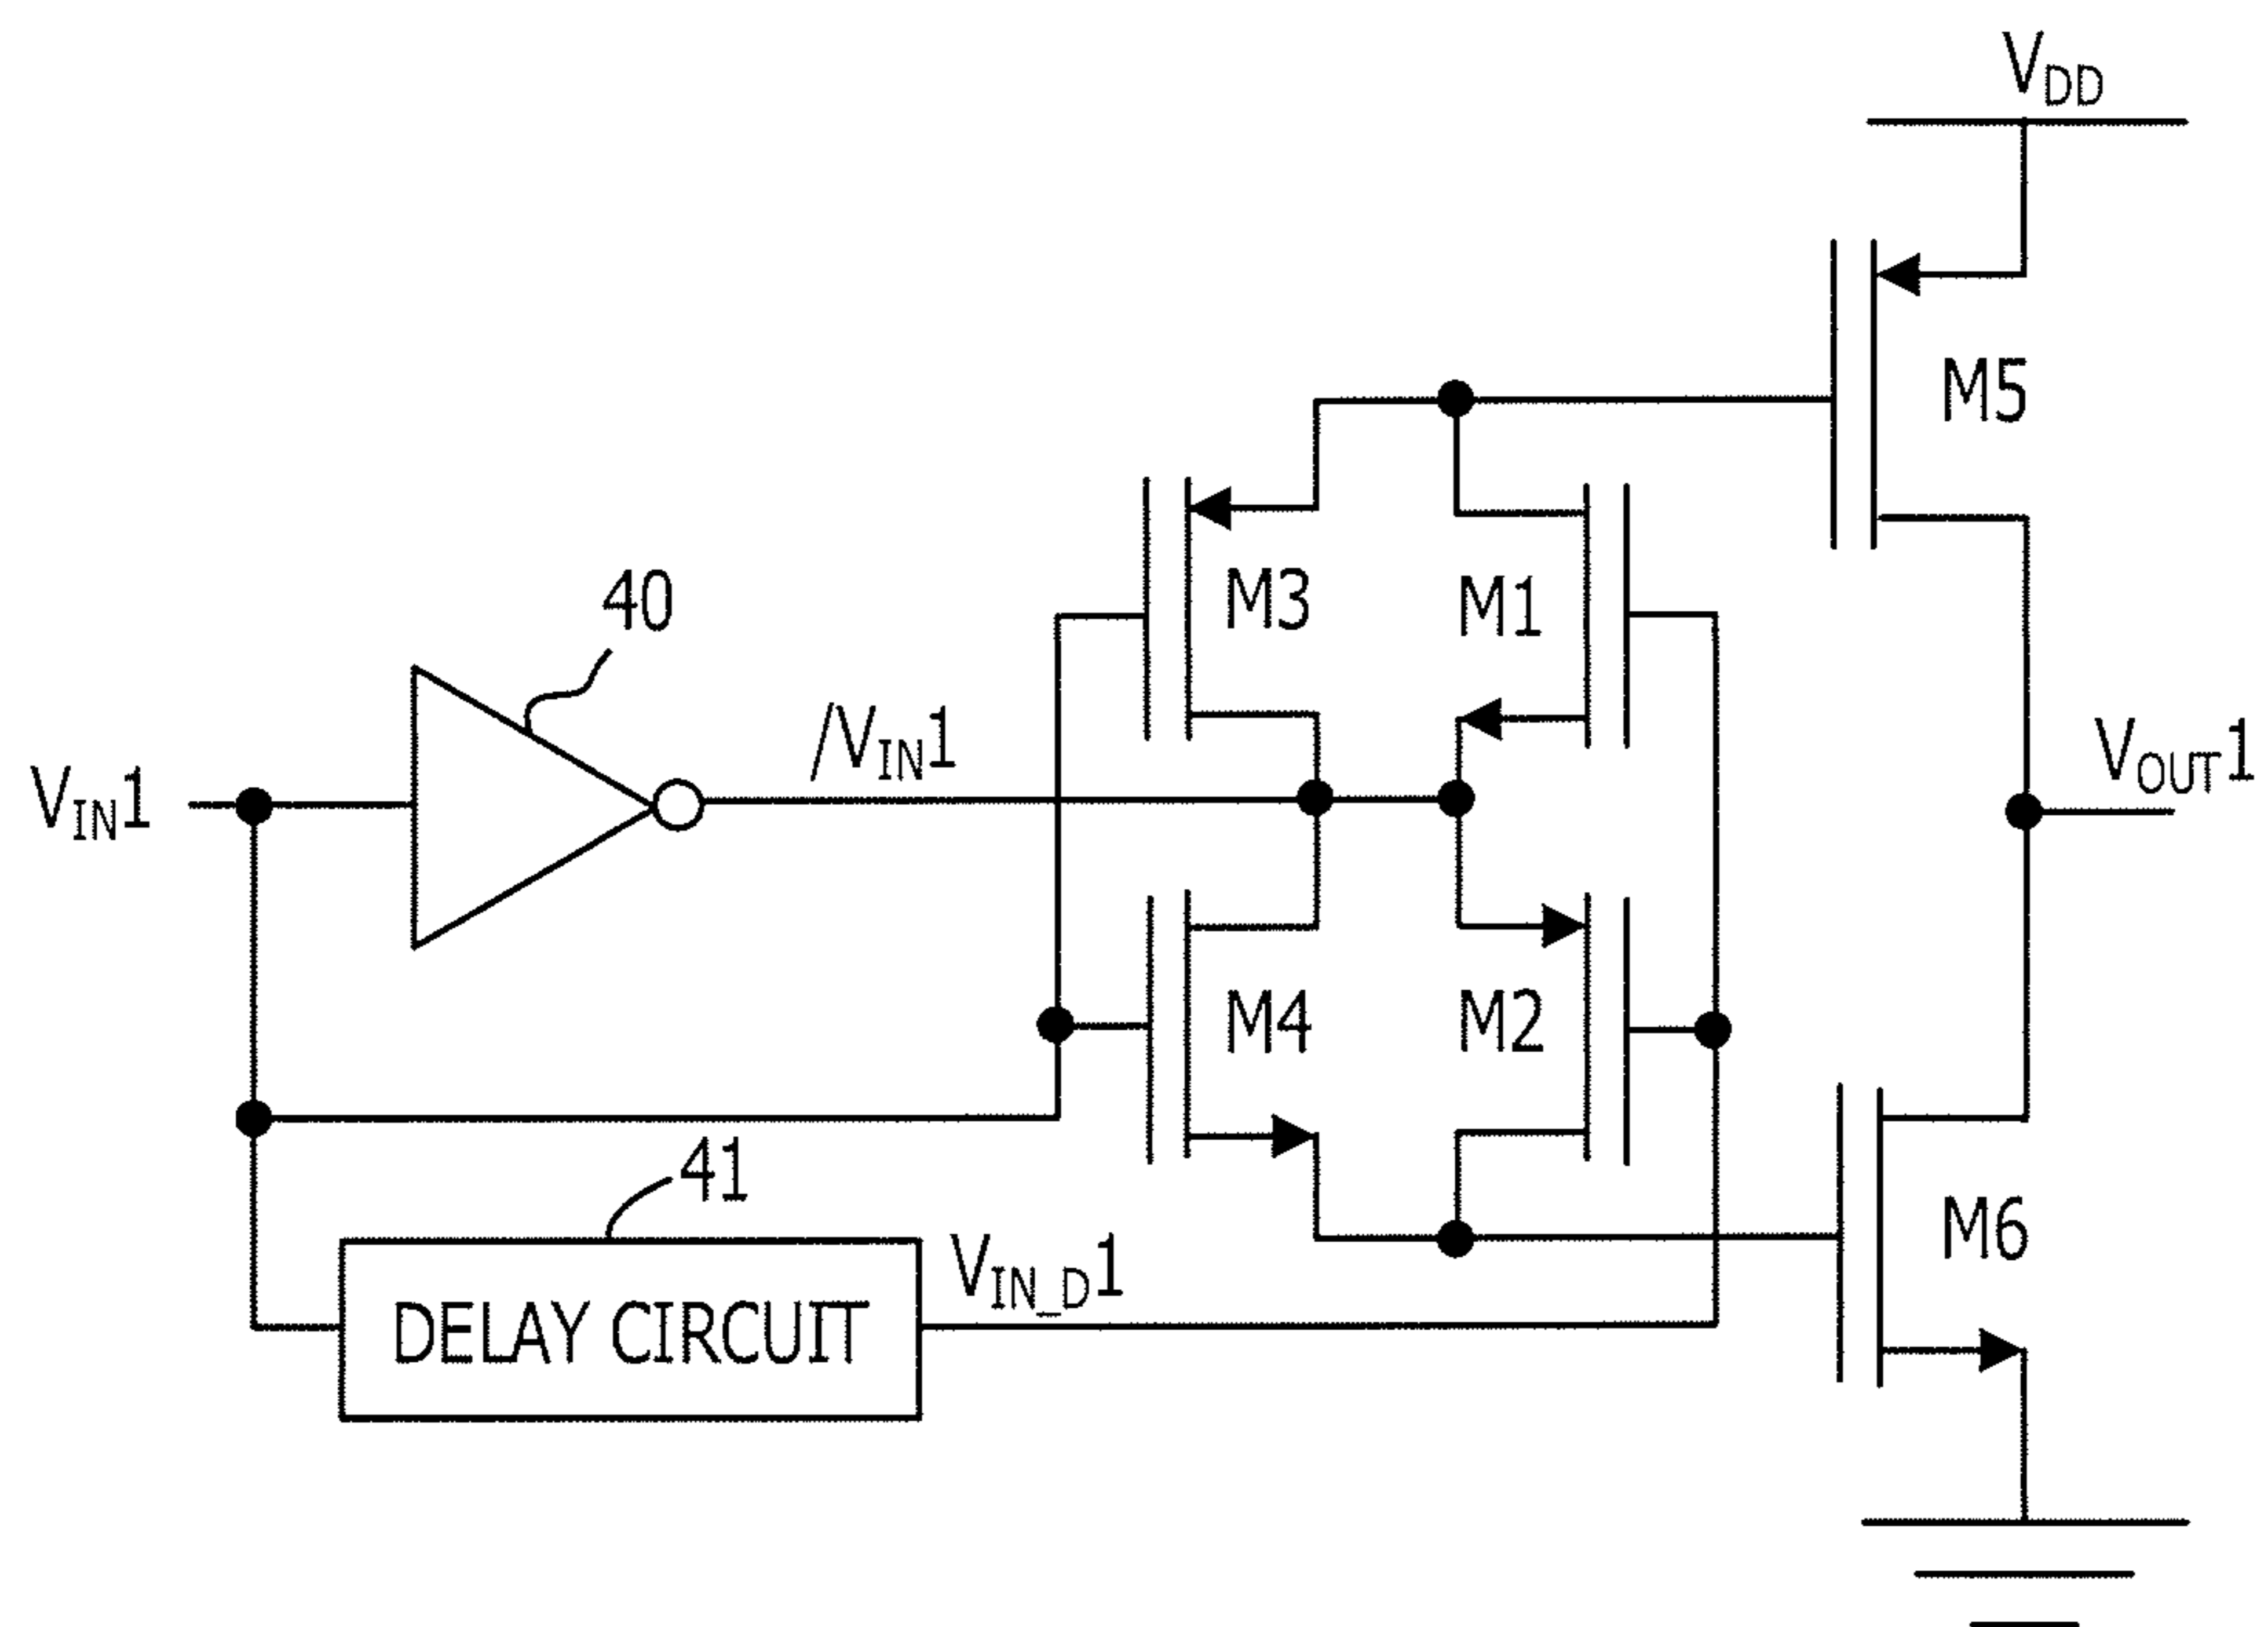 VDD
M5
40
M3
M1
/VIN1
VIN1
VOUT1
M4
M2
41
M6
VIN_D1
DELAY CIRCUIT